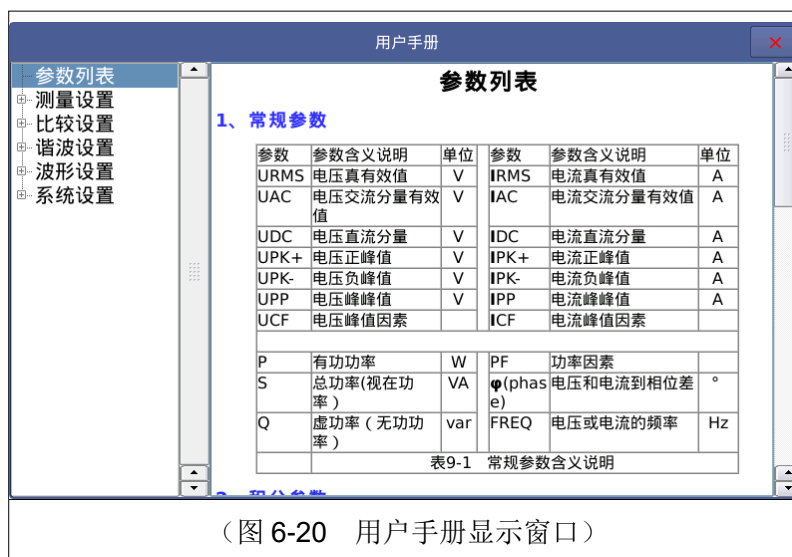 用户手册
参数列表
测量设置
比较设置
谐波设置
波形设置
系统设置
参数列表
1、常规参数
参数 参数含义说明 单位 参数 参数含义说明 单位
URMS 电压真有效值 V IRMS 电流真有效值 A
UAC 电压交流分量有效值 V IAC 电流交流分量有效值 A
UDC 电压直流分量 V IDC 电流直流分量 A
UPK+ 电压正峰值 V IPK+ 电流正峰值 A
UPK- 电压负峰值 V IPK- 电流负峰值 A
UPP 电压峰峰值 V IPP 电流峰峰值 A
UCF 电压峰值因素 ICF 电流峰值因素
P 有功功率 W PF 功率因素
S 总功率(视在功率） VA φ(phase) 电压和电流到相位差 °
Q 虚功率（无功功率） var FREQ 电压或电流的频率 Hz
表9-1 常规参数含义说明
2、积分参数
（图 6-20 用户手册显示窗口）